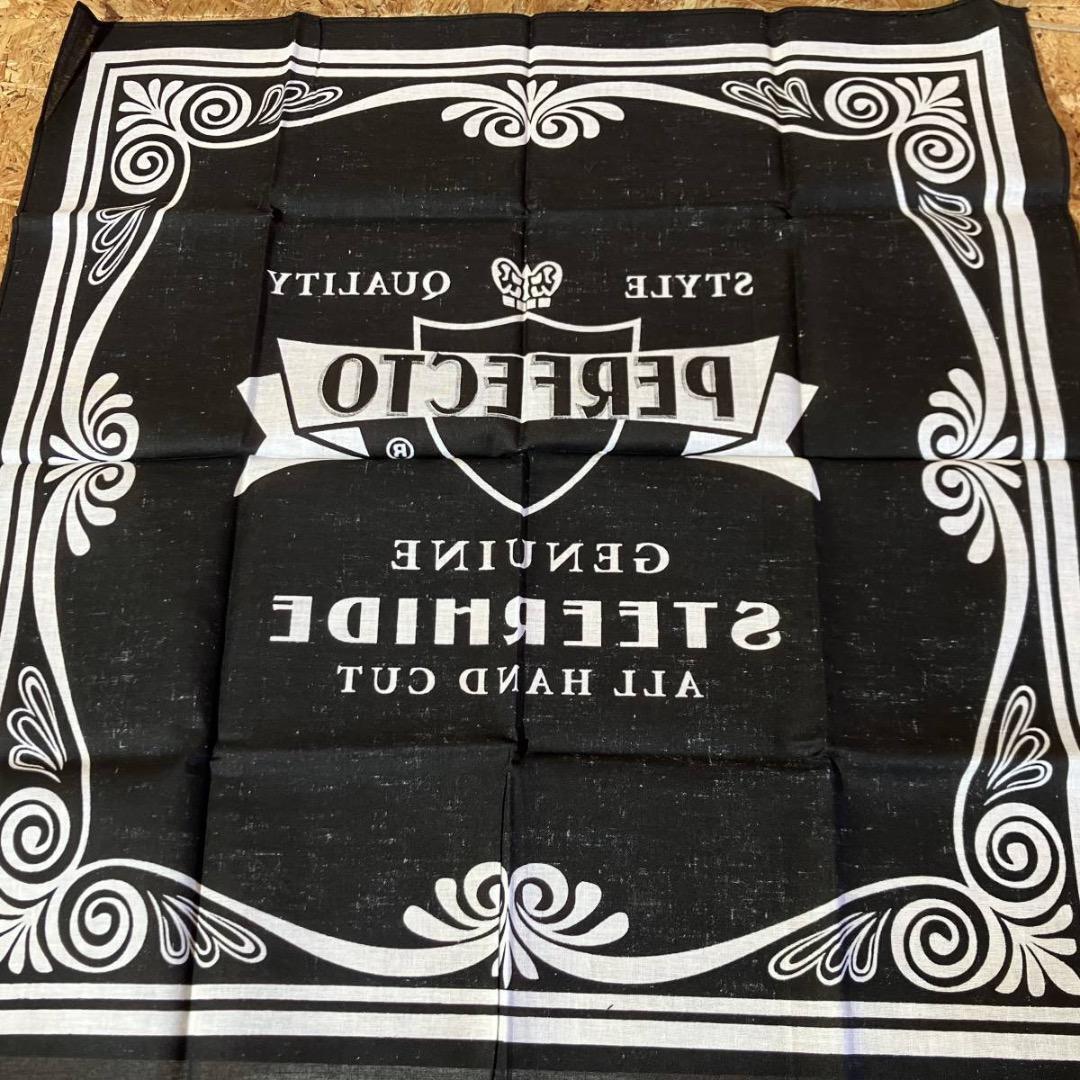 STYLE QUALITY
PERFECTO
®
GENUINE
STEERHIDE
ALL HAND CUT